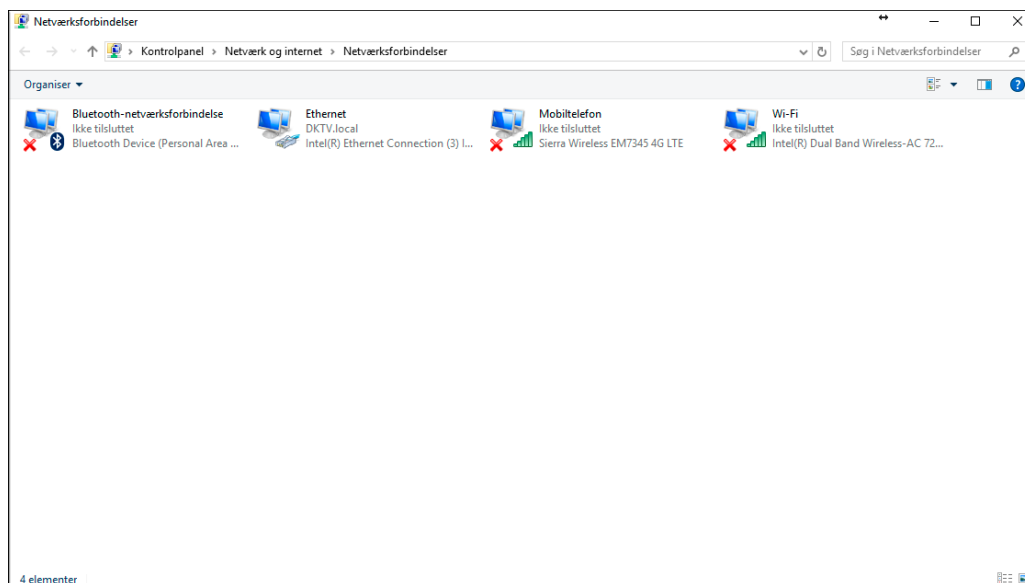 Netværksforbindelser
Kontrolpanel › Netværk og internet › Netværksforbindelser
Søg i Netværksforbindelser
Organiser
Bluetooth-netværksforbindelse
Ikke tilsluttet
Bluetooth Device (Personal Area ...
Ethernet
DKTV.local
Intel(R) Ethernet Connection (3) I...
Mobiltelefon
Ikke tilsluttet
Sierra Wireless EM7345 4G LTE
Wi-Fi
Ikke tilsluttet
Intel(R) Dual Band Wireless-AC 72...
4 elementer